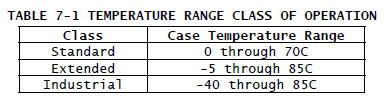 TABLE 7-1 TEMPERATURE RANGE CLASS OF OPERATION
Class Case Temperature Range
Standard 0 through 70C
Extended -5 through 85C
Industrial -40 through 85C